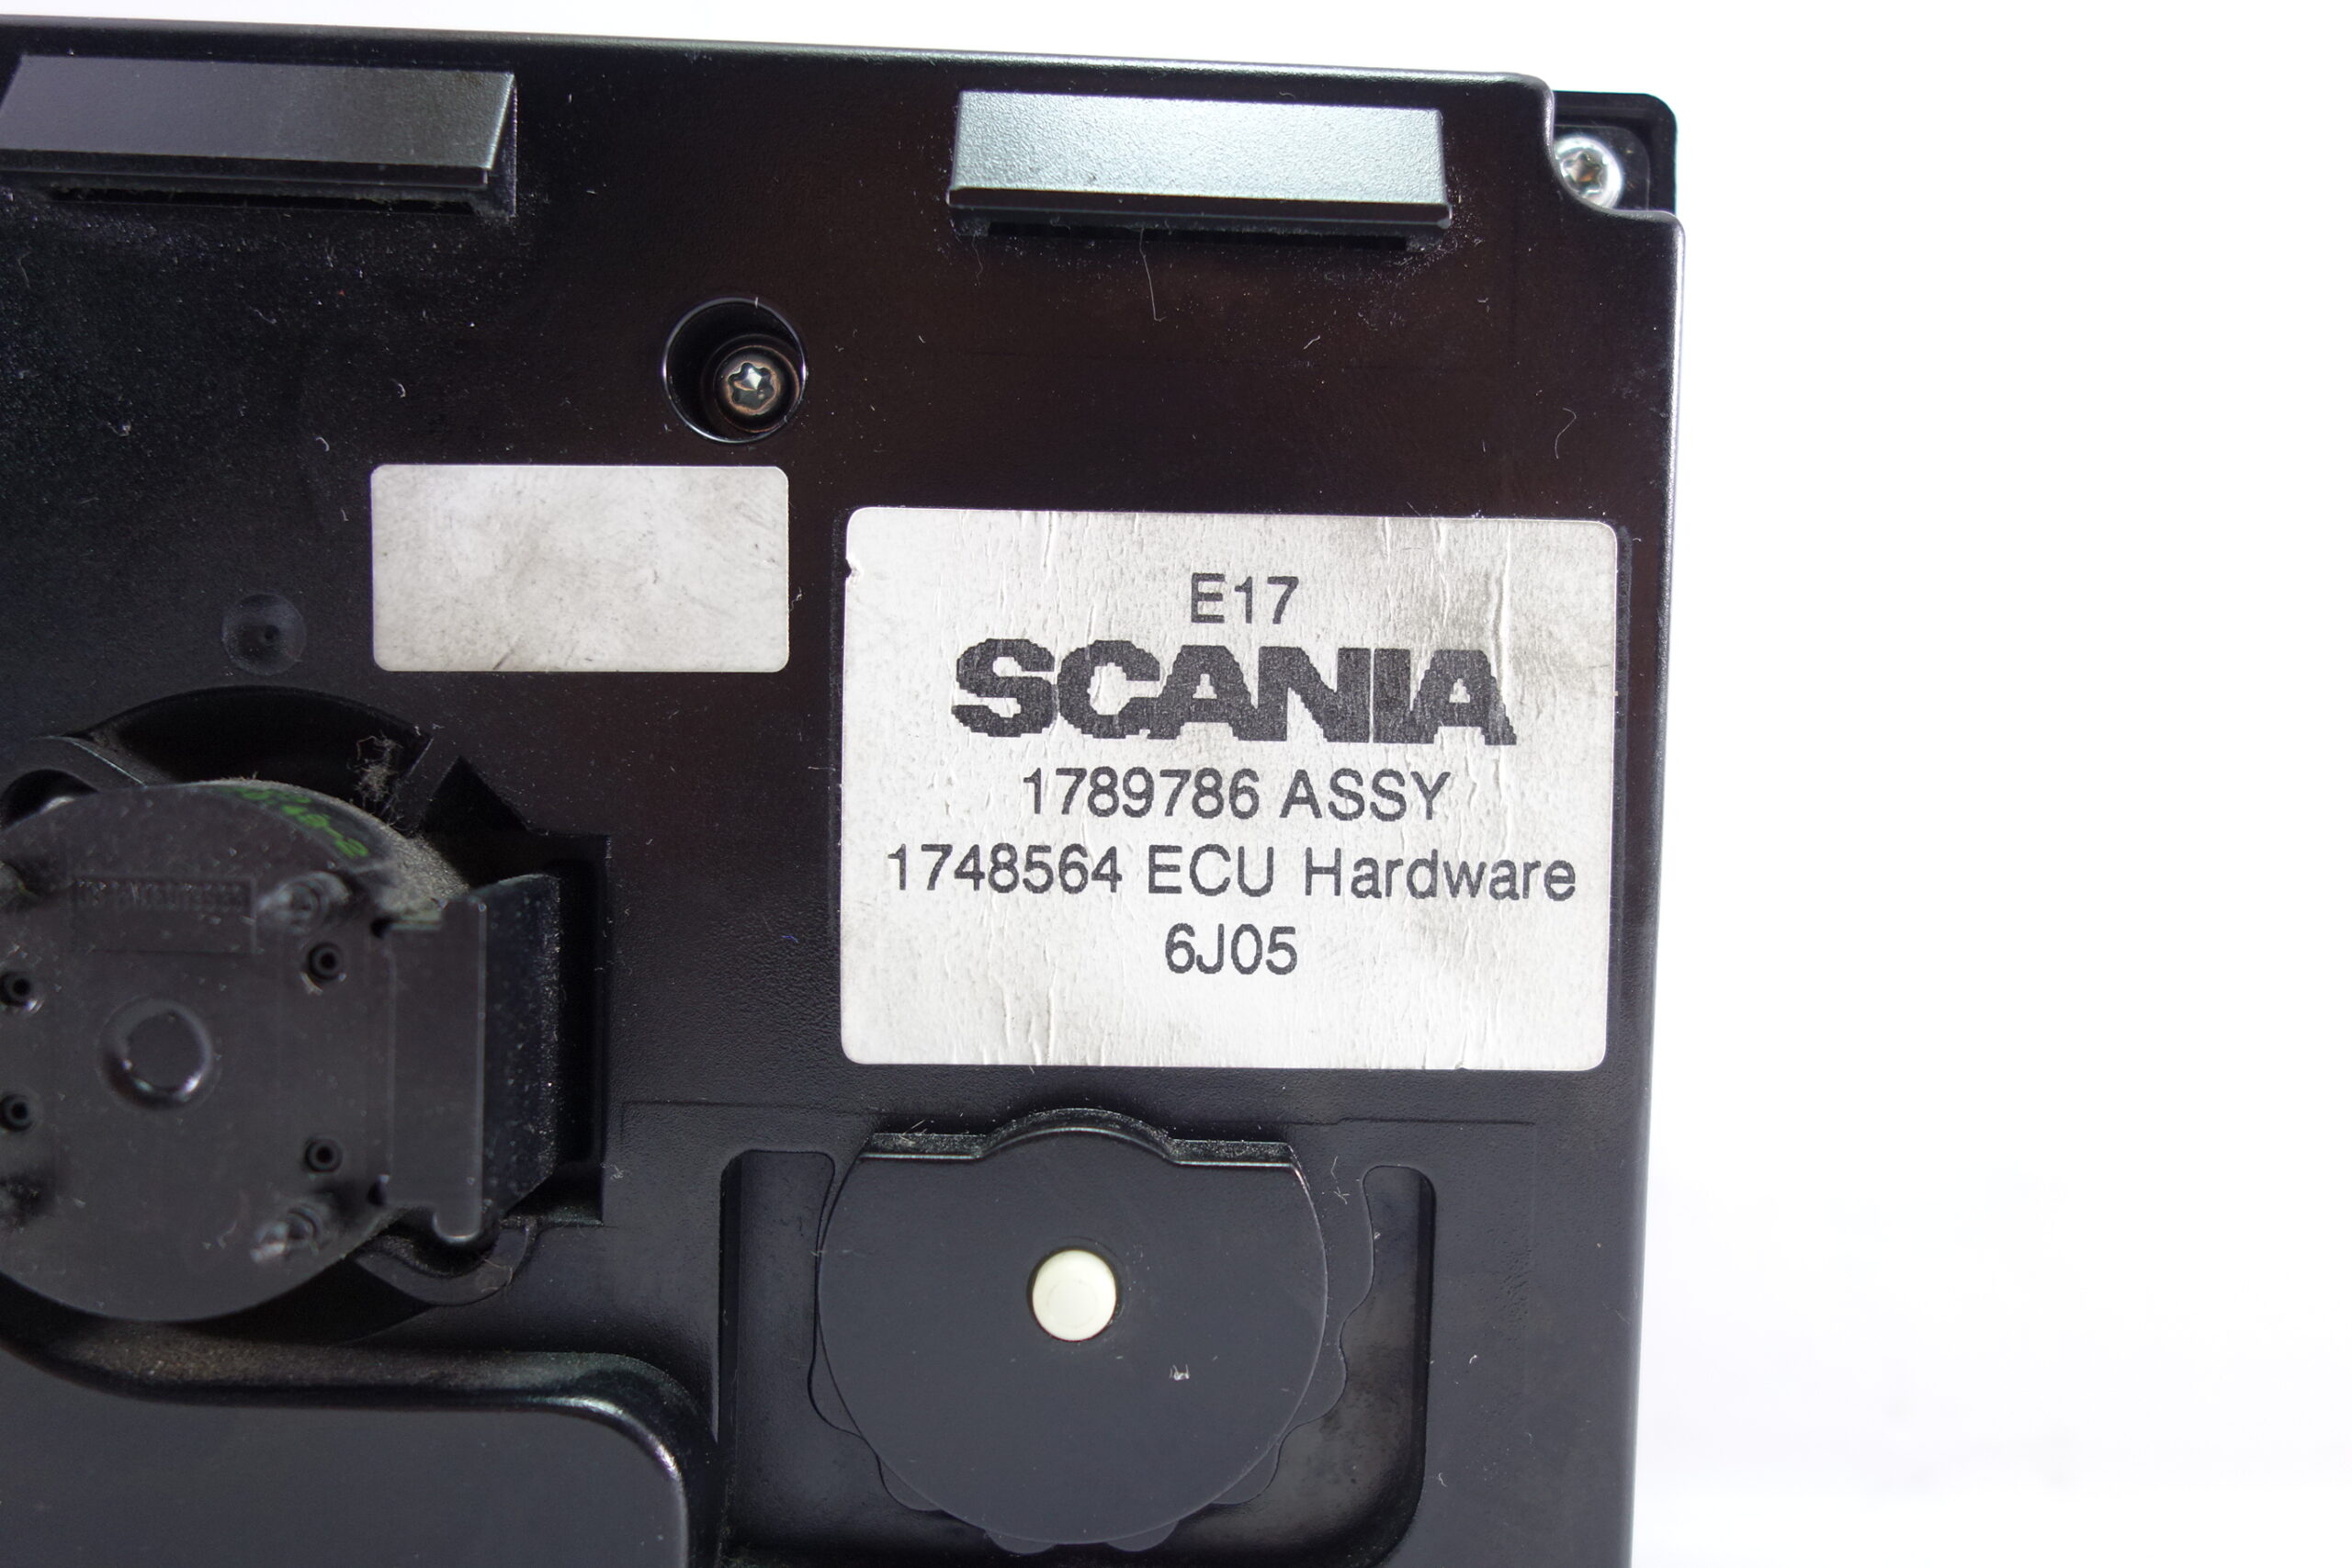 E17
SCANIA
1789786 ASSY
1748564 ECU Hardware
6J05